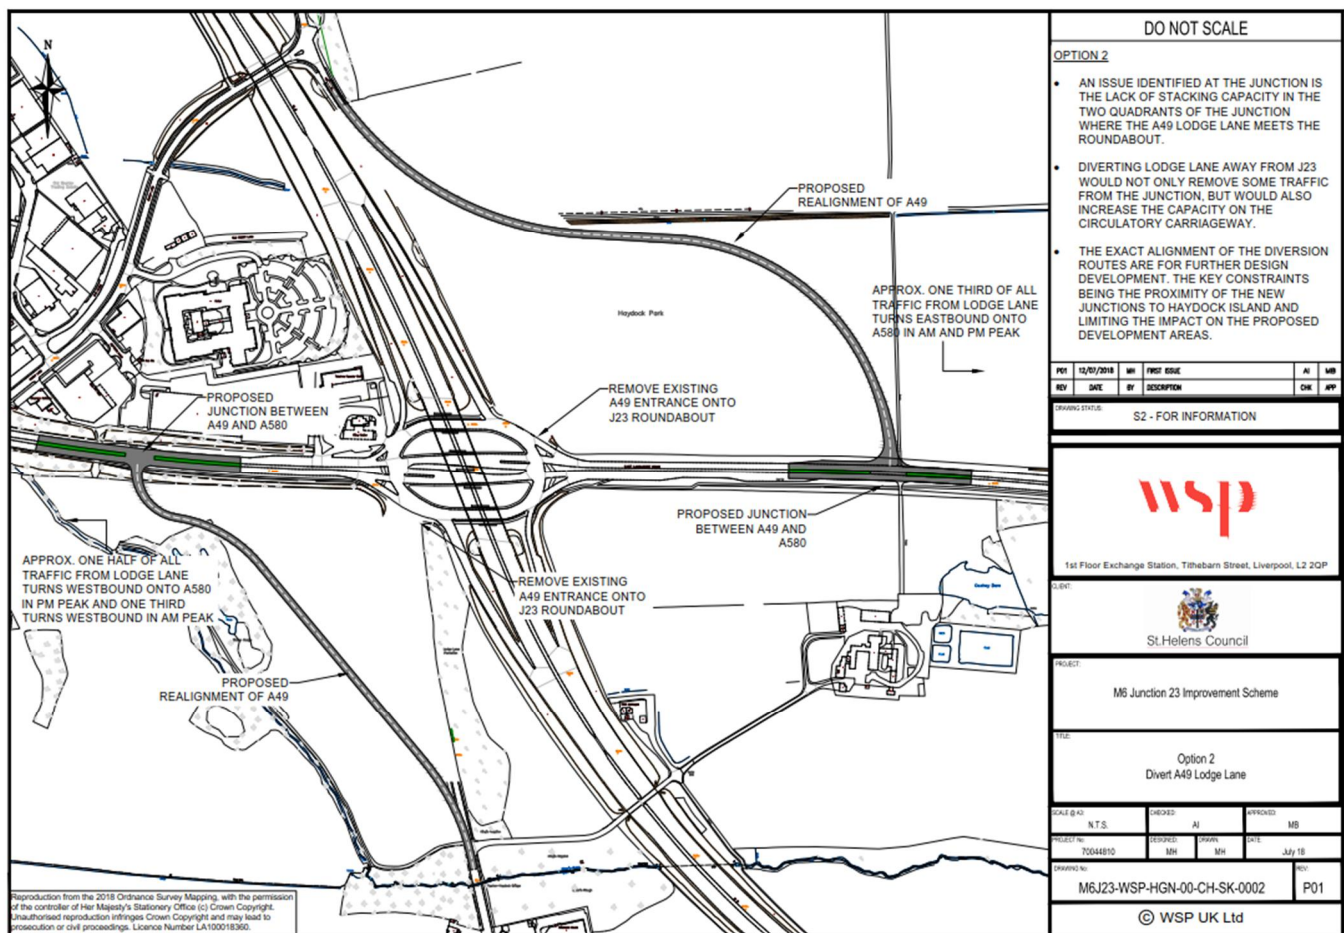 N
PROPOSED
REALIGNMENT OF A49
APPROX. ONE THIRD OF ALL
TRAFFIC FROM LODGE LANE
TURNS EASTBOUND ONTO
A580 IN AM AND PM PEAK
Haydock Park
REMOVE EXISTING
A49 ENTRANCE ONTO
J23 ROUNDABOUT
PROPOSED
JUNCTION BETWEEN
A49 AND A580
PROPOSED JUNCTION
BETWEEN A49 AND
A580
APPROX. ONE HALF OF ALL
TRAFFIC FROM LODGE LANE
TURNS WESTBOUND ONTO A580
IN PM PEAK AND ONE THIRD
TURNS WESTBOUND IN AM PEAK
REMOVE EXISTING
A49 ENTRANCE ONTO
J23 ROUNDABOUT
PROPOSED
REALIGNMENT OF A49
Reproduction from the 2018 Ordnance Survey Mapping, with the permission
of the controller of Her Majesty's Stationery Office (c) Crown Copyright.
Unauthorised reproduction infringes Crown Copyright and may lead to
prosecution or civil proceedings. Licence Number LA100018360.
DO NOT SCALE
OPTION 2
• AN ISSUE IDENTIFIED AT THE JUNCTION IS
THE LACK OF STACKING CAPACITY IN THE
TWO QUADRANTS OF THE JUNCTION
WHERE THE A49 LODGE LANE MEETS THE
ROUNDABOUT.
• DIVERTING LODGE LANE AWAY FROM J23
WOULD NOT ONLY REMOVE SOME TRAFFIC
FROM THE JUNCTION, BUT WOULD ALSO
INCREASE THE CAPACITY ON THE
CIRCULATORY CARRIAGEWAY.
• THE EXACT ALIGNMENT OF THE DIVERSION
ROUTES ARE FOR FURTHER DESIGN
DEVELOPMENT. THE KEY CONSTRAINTS
BEING THE PROXIMITY OF THE NEW
JUNCTIONS TO HAYDOCK ISLAND AND
LIMITING THE IMPACT ON THE PROPOSED
DEVELOPMENT AREAS.
P01 12/07/2018 MH FIRST ISSUE AI MB
REV DATE BY DESCRIPTION CHK APP
DRAWING STATUS:
S2 - FOR INFORMATION
wsp
1st Floor Exchange Station, Tithebarn Street, Liverpool, L2 2QP
CLIENT:
St.Helens Council
PROJECT:
M6 Junction 23 Improvement Scheme
TITLE:
Option 2
Divert A49 Lodge Lane
SCALE @ A3: CHECKED: APPROVED:
N.T.S. AI MB
PROJECT No: DESIGNED: DRAWN: DATE:
70044810 MH MH July 18
DRAWING No: REV:
M6J23-WSP-HGN-00-CH-SK-0002 P01
© WSP UK Ltd